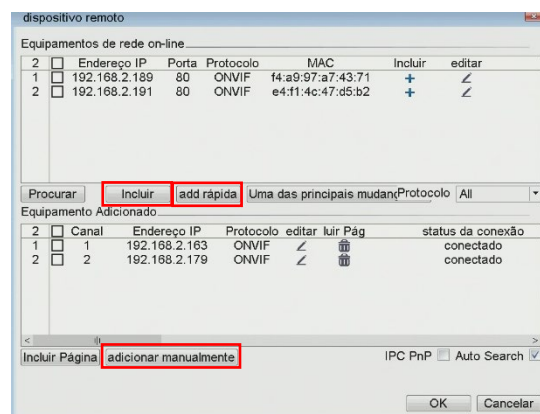 dispositivo remoto
Equipamentos de rede on-line
2 Endereço IP Porta Protocolo MAC Incluir editar
1 192.168.2.189 80 ONVIF f4:a9:97:a7:43:71
2 192.168.2.191 80 ONVIF e4:f1:4c:47:d5:b2
Procurar Incluir add rápida Uma das principais mudanç Protocolo All
Equipamento Adicionado
2 Canal Endereço IP Protocolo editar luir Pág status da conexão
1 1 192.168.2.163 ONVIF conectado
2 2 192.168.2.179 ONVIF conectado
Incluir Página adicionar manualmente IPC PnP Auto Search
OK Cancelar